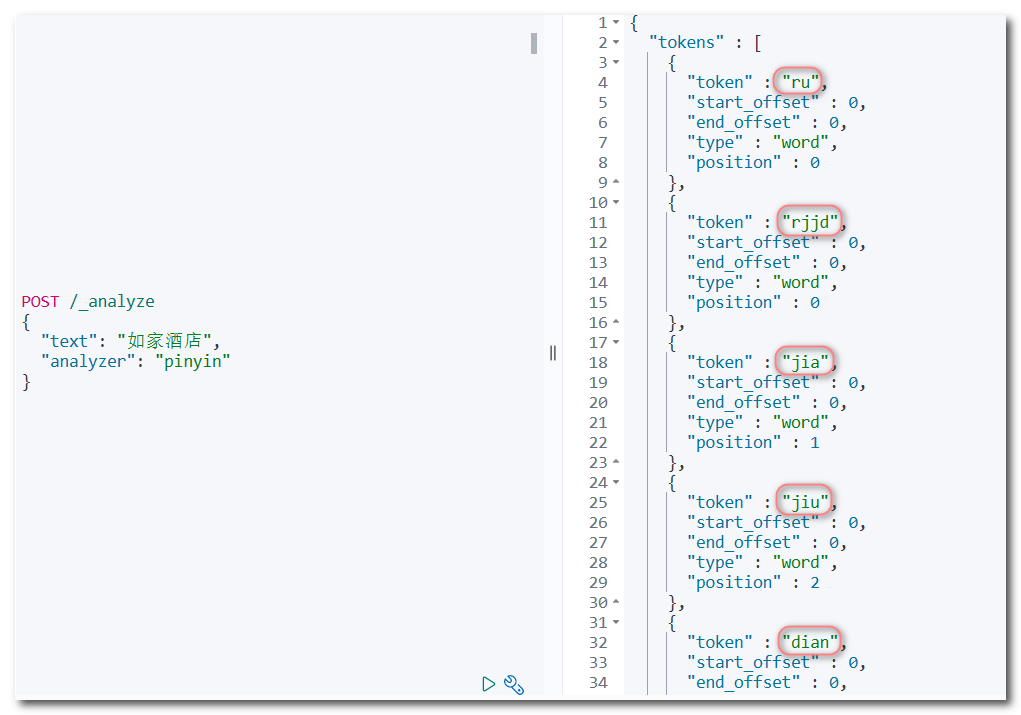 POST /_analyze
{
  "text": "如家酒店",
  "analyzer": "pinyin"
}
1 {
2   "tokens" : [
3     {
4       "token" : "ru",
5       "start_offset" : 0,
6       "end_offset" : 0,
7       "type" : "word",
8       "position" : 0
9     },
10     {
11       "token" : "rjjd",
12       "start_offset" : 0,
13       "end_offset" : 0,
14       "type" : "word",
15       "position" : 0
16     },
17     {
18       "token" : "jia",
19       "start_offset" : 0,
20       "end_offset" : 0,
21       "type" : "word",
22       "position" : 1
23     },
24     {
25       "token" : "jiu",
26       "start_offset" : 0,
27       "end_offset" : 0,
28       "type" : "word",
29       "position" : 2
30     },
31     {
32       "token" : "dian",
33       "start_offset" : 0,
34       "end_offset" : 0,